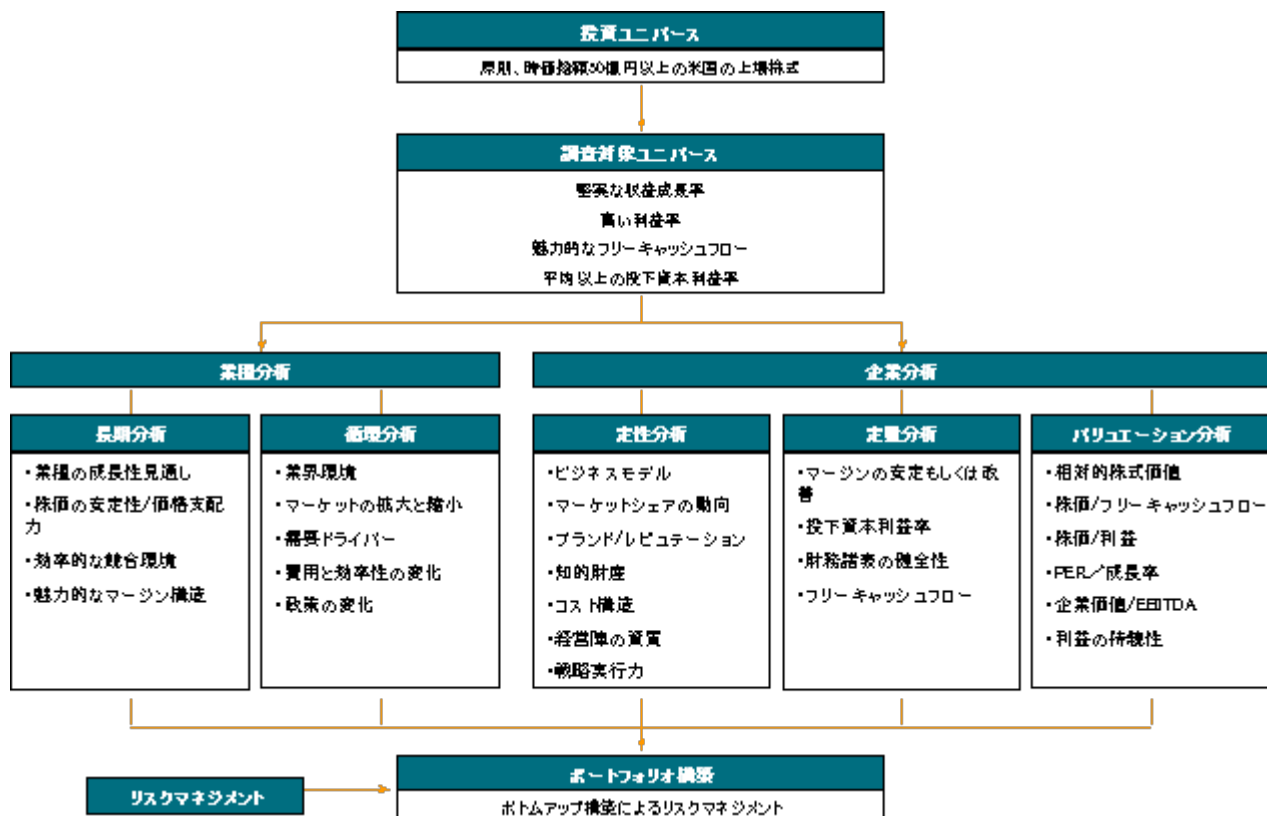 投資ユニバース
原則、時価総額50億円以上の米国の上場株式
調査対象ユニバース
堅実な収益成長率
高い利益率
魅力的なフリーキャッシュフロー
平均以上の投下資本利益率
業種分析
企業分析
長期分析
・業種の成長性見通し
・株価の安定性/価格支配
力
・効率的な競合環境
・魅力的なマージン構造
循環分析
・業界環境
・マーケットの拡大と縮小
・需要ドライバー
・費用と効率性の変化
・政策の変化
定性分析
・ビジネスモデル
・マーケットシェアの動向
・ブランド/レピュテーション
・知的財産
・コスト構造
・経営陣の資質
・戦略実行力
定量分析
・マージンの安定もしくは改
善
・投下資本利益率
・財務諸表の健全性
・フリーキャッシュフロー
バリュエーション分析
・相対的株式価値
・株価/フリーキャッシュフロー
・株価/利益
・PER/成長率
・企業価値/EBITDA
・利益の持続性
リスクマネジメント
ポートフォリオ構築
ボトムアップ構築によるリスクマネジメント